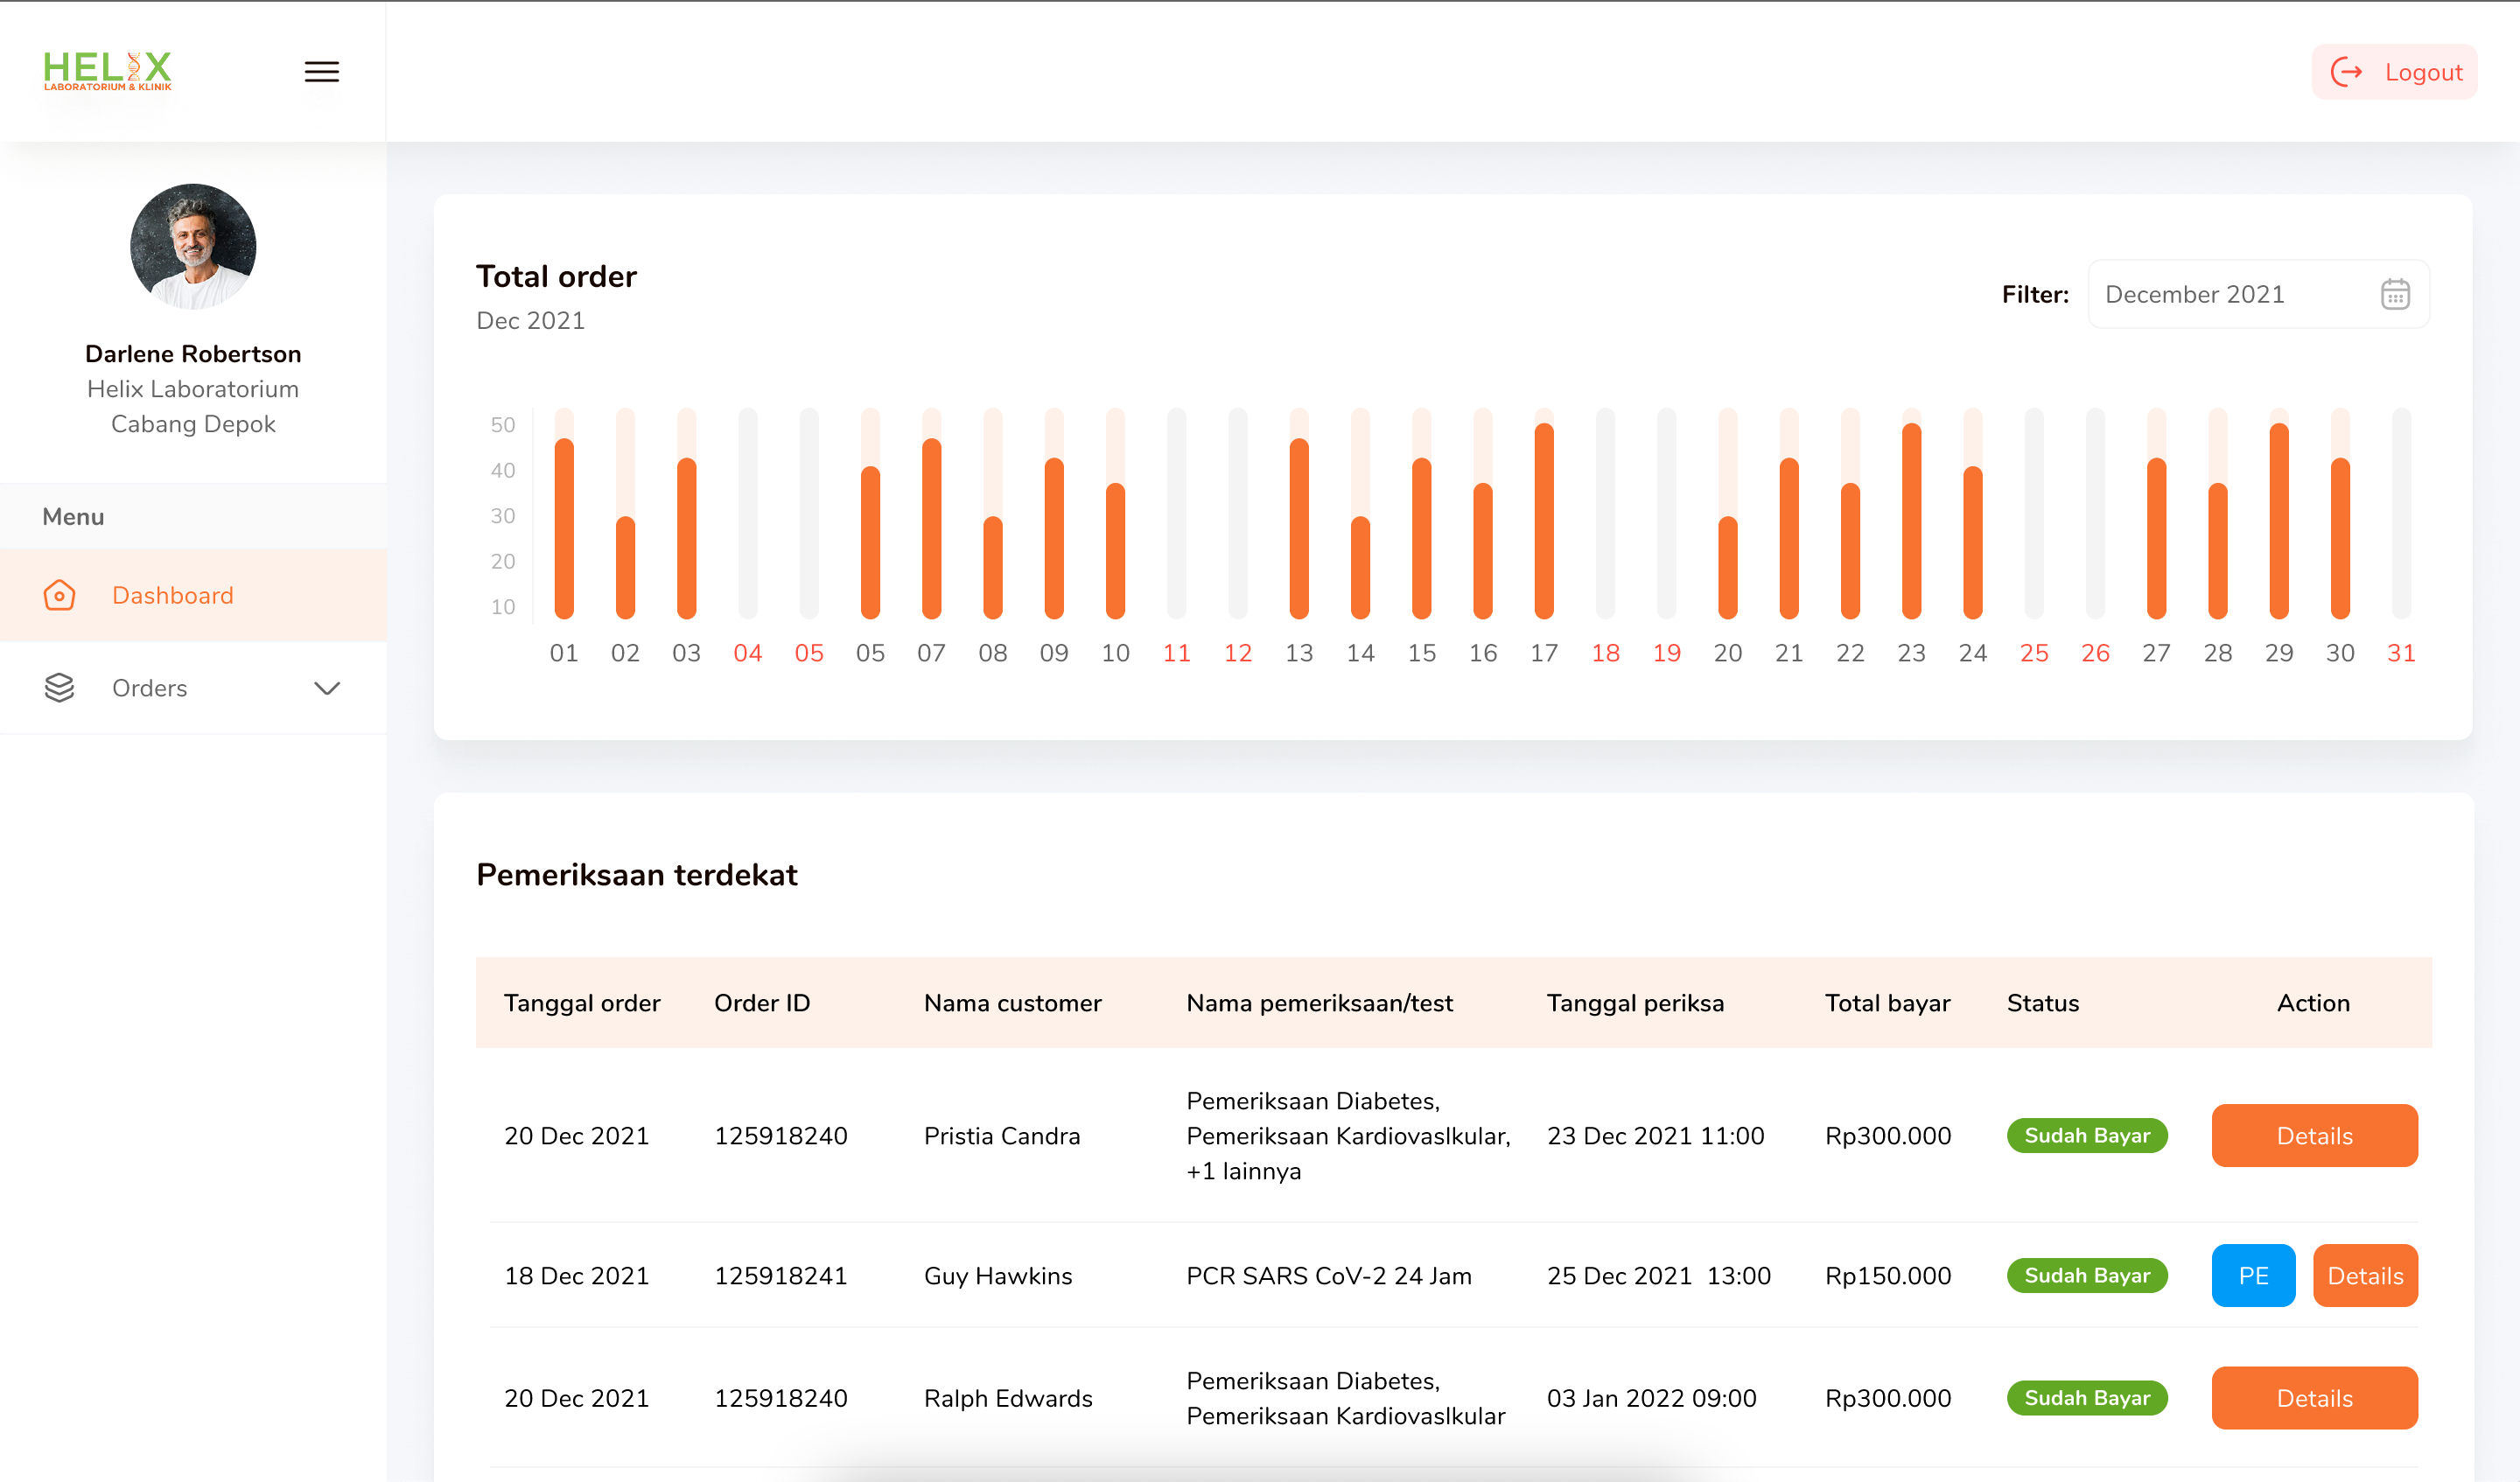 HELIX
LABORATORIUM & KLINIK
Logout
Darlene Robertson
Helix Laboratorium
Cabang Depok
Menu
Dashboard
Orders
Total order
Dec 2021
Filter:
December 2021
50
40
30
20
10
01 02 03 04 05 05 07 08 09 10 11 12 13 14 15 16 17 18 19 20 21 22 23 24 25 26 27 28 29 30 31
Pemeriksaan terdekat
Tanggal order Order ID Nama customer Nama pemeriksaan/test Tanggal periksa Total bayar Status Action
Pemeriksaan Diabetes,
20 Dec 2021 125918240 Pristia Candra Pemeriksaan Kardiovaslkular, 23 Dec 2021 11:00 Rp300.000 Sudah Bayar Details
+1 lainnya
18 Dec 2021 125918241 Guy Hawkins PCR SARS CoV-2 24 Jam 25 Dec 2021 13:00 Rp150.000 Sudah Bayar PE Details
20 Dec 2021 125918240 Ralph Edwards Pemeriksaan Diabetes, 03 Jan 2022 09:00 Rp300.000 Sudah Bayar Details
Pemeriksaan Kardiovaslkular